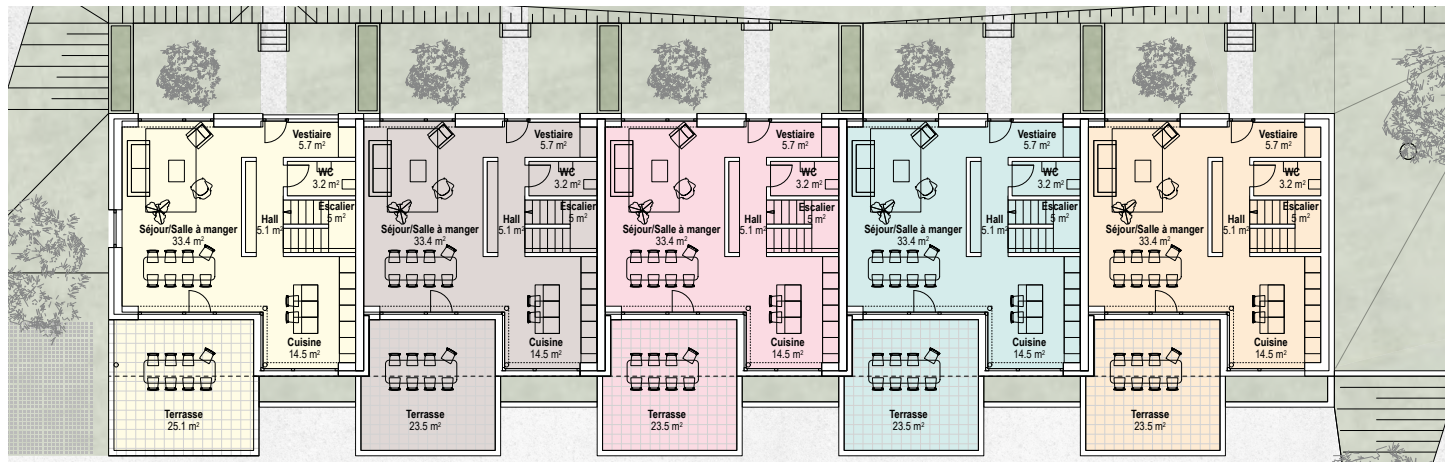 Vestiaire
5.7 m²
WC
3.2 m²
Escalier
5 m²
Hall
5.1 m²
Séjour/Salle à manger
33.4 m²
Cuisine
14.5 m²
Terrasse
25.1 m²
Vestiaire
5.7 m²
WC
3.2 m²
Escalier
5 m²
Hall
5.1 m²
Séjour/Salle à manger
33.4 m²
Cuisine
14.5 m²
Terrasse
23.5 m²
Vestiaire
5.7 m²
WC
3.2 m²
Escalier
5 m²
Hall
5.1 m²
Séjour/Salle à manger
33.4 m²
Cuisine
14.5 m²
Terrasse
23.5 m²
Vestiaire
5.7 m²
WC
3.2 m²
Escalier
5 m²
Hall
5.1 m²
Séjour/Salle à manger
33.4 m²
Cuisine
14.5 m²
Terrasse
23.5 m²
Vestiaire
5.7 m²
WC
3.2 m²
Escalier
5 m²
Hall
5.1 m²
Séjour/Salle à manger
33.4 m²
Cuisine
14.5 m²
Terrasse
23.5 m²